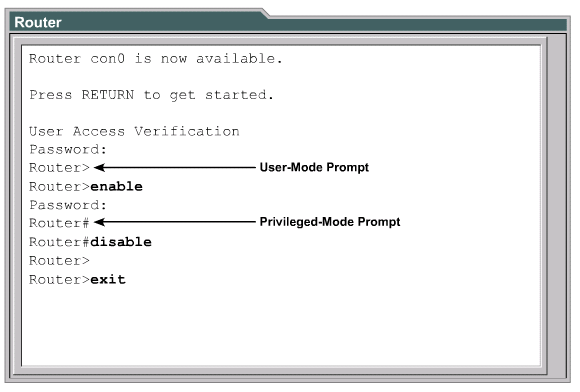 Router
Router con0 is now available.
Press RETURN to get started.
User Access Verification
Password:
Router> User-Mode Prompt
Router>enable
Password:
Router# Privileged-Mode Prompt
Router#disable
Router>
Router>exit